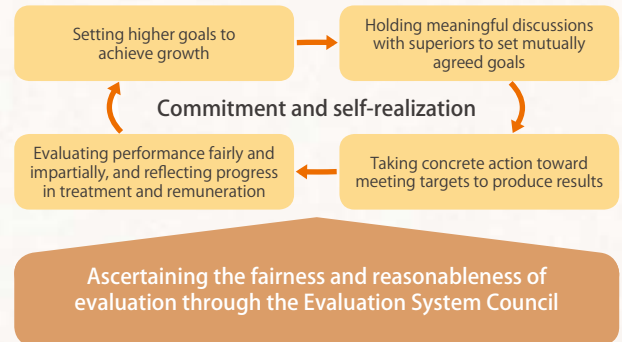 Setting higher goals to
achieve growth
Holding meaningful discussions
with superiors to set mutually
agreed goals
Commitment and self-realization
Evaluating performance fairly and
impartially, and reflecting progress
in treatment and remuneration
Taking concrete action toward
meeting targets to produce results
Ascertaining the fairness and reasonableness of
evaluation through the Evaluation System Council